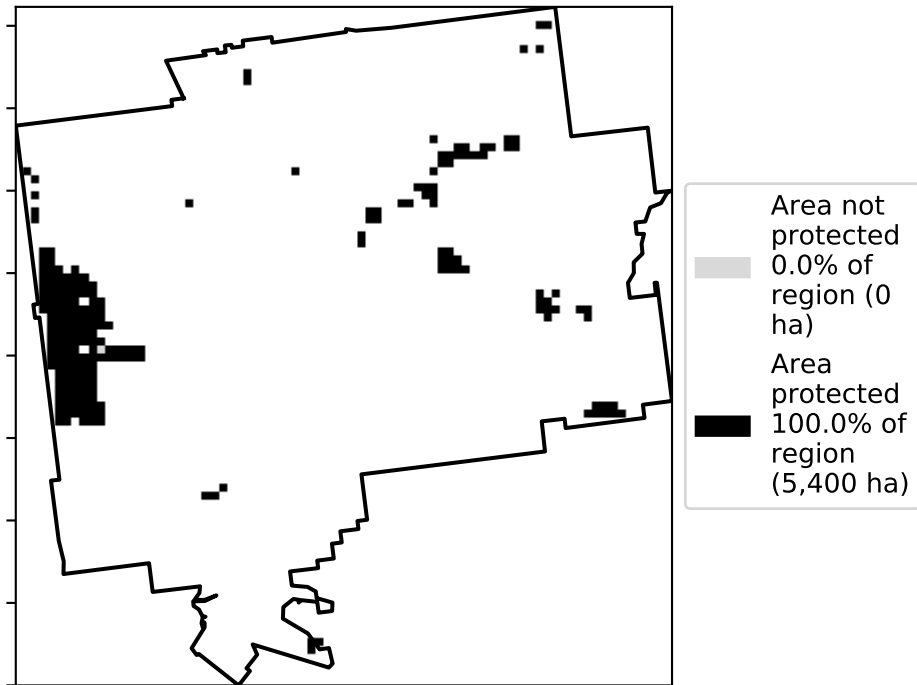 Area not
protected
0.0% of
region (0
ha)
Area
protected
100.0% of
region
(5,400 ha)